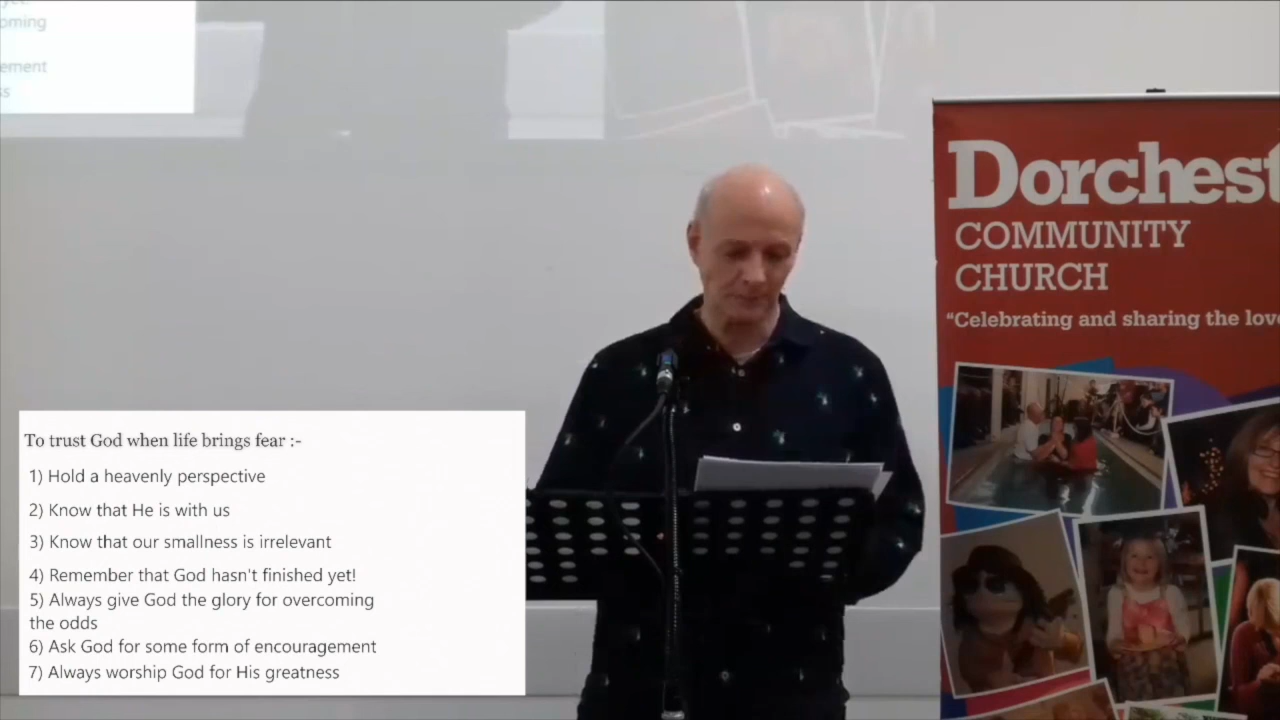 oming
ement
s
Dorchest
COMMUNITY
CHURCH
“Celebrating and sharing the love
To trust God when life brings fear :-
1) Hold a heavenly perspective
2) Know that He is with us
3) Know that our smallness is irrelevant
4) Remember that God hasn't finished yet!
5) Always give God the glory for overcoming
the odds
6) Ask God for some form of encouragement
7) Always worship God for His greatness